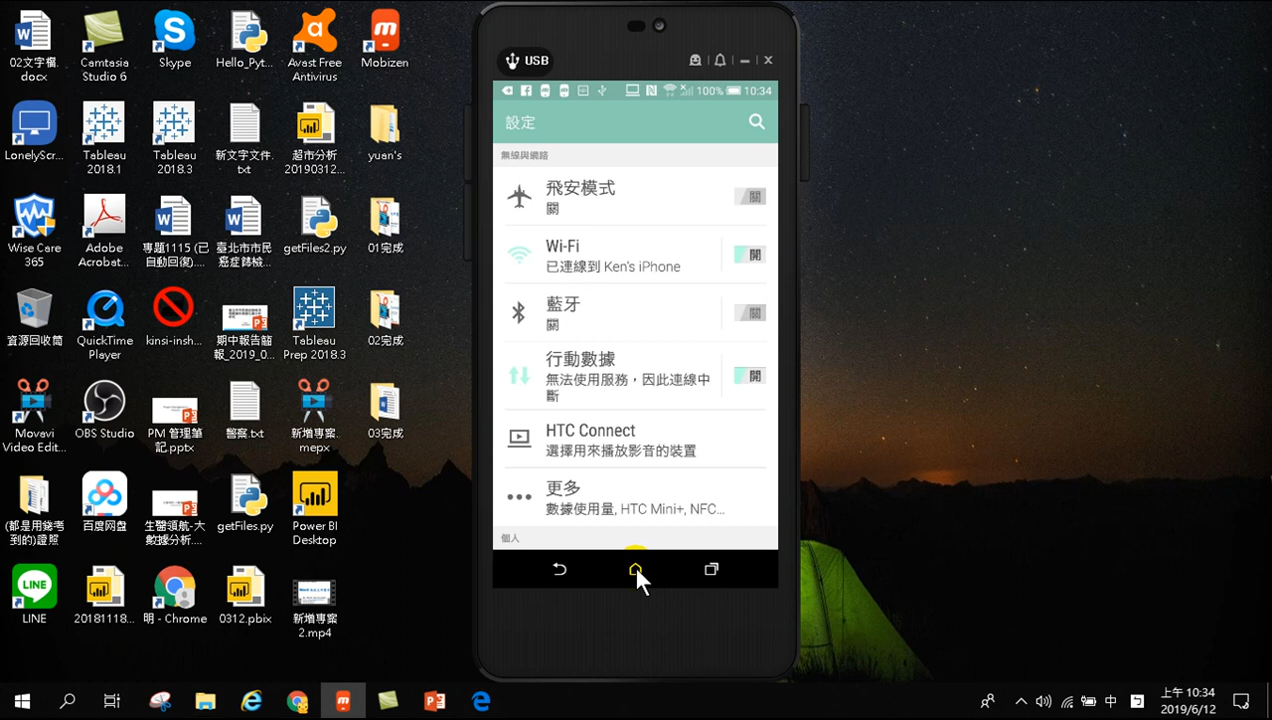 02文字檔.
docx
Camtasia
Studio 6
Skype
Hello_Pyt...
Avast Free
Antivirus
Mobizen
LonelyScr...
Tableau
2018.1
Tableau
2018.3
新文字文件.
txt
超市分析
20190312...
yuan's
Wise Care
365
Adobe
Acrobat...
專題1115 (已
自動回復)....
臺北市市民
癌症篩檢...
getFiles2.py
01完成
資源回收筒
QuickTime
Player
kinsi-insh...
期中報告簡
報_2019_0...
Tableau
Prep 2018.3
02完成
Movavi
Video Edit...
OBS Studio
PM 管理筆
記.pptx
警察.txt
新增專案.
mepx
03完成
(都是用幾考
到的)證照
百度网盘
生醫領航-大
數據分析....
getFiles.py
Power BI
Desktop
LINE
20181118...
明 - Chrome
0312.pbix
新增專案
2.mp4
USB
100% 10:34
設定
無線與網路
飛安模式
關
關
Wi-Fi
已連線到 Ken's iPhone
開
藍牙
關
關
行動數據
無法使用服務，因此連線中
斷
開
HTC Connect
選擇用來播放影音的裝置
更多
數據使用量, HTC Mini+, NFC...
個人
中
上午 10:34
2019/6/12